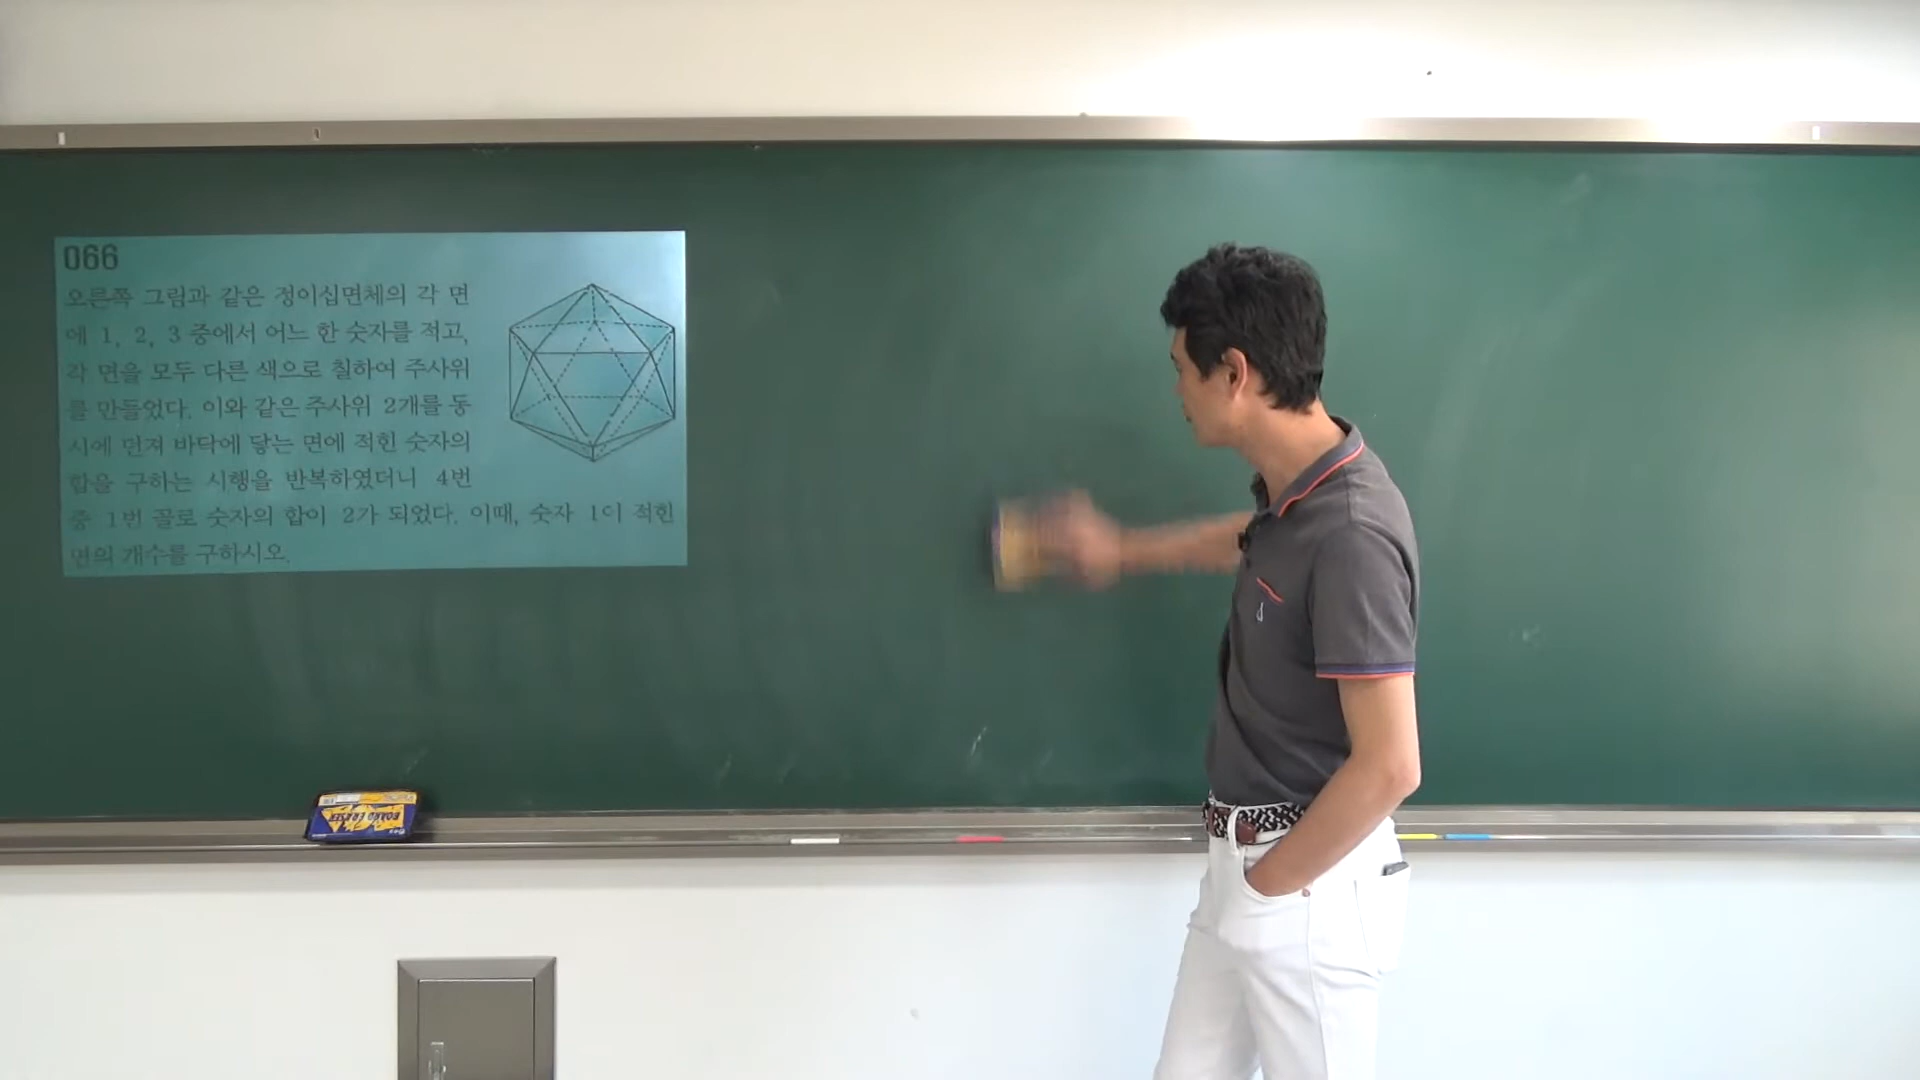 066
오른쪽 그림과 같은 정이십면체의 각 면
에 1, 2, 3 중에서 어느 한 숫자를 적고,
각 면을 모두 다른 색으로 칠하여 주사위
를 만들었다. 이와 같은 주사위 2개를 동
시에 던져 바닥에 닿는 면에 적힌 숫자의
합을 구하는 시행을 반복하였더니 4번
중 1번 꼴로 숫자의 합이 2가 되었다. 이때, 숫자 1이 적힌
면의 개수를 구하시오.
BOARD ERASER